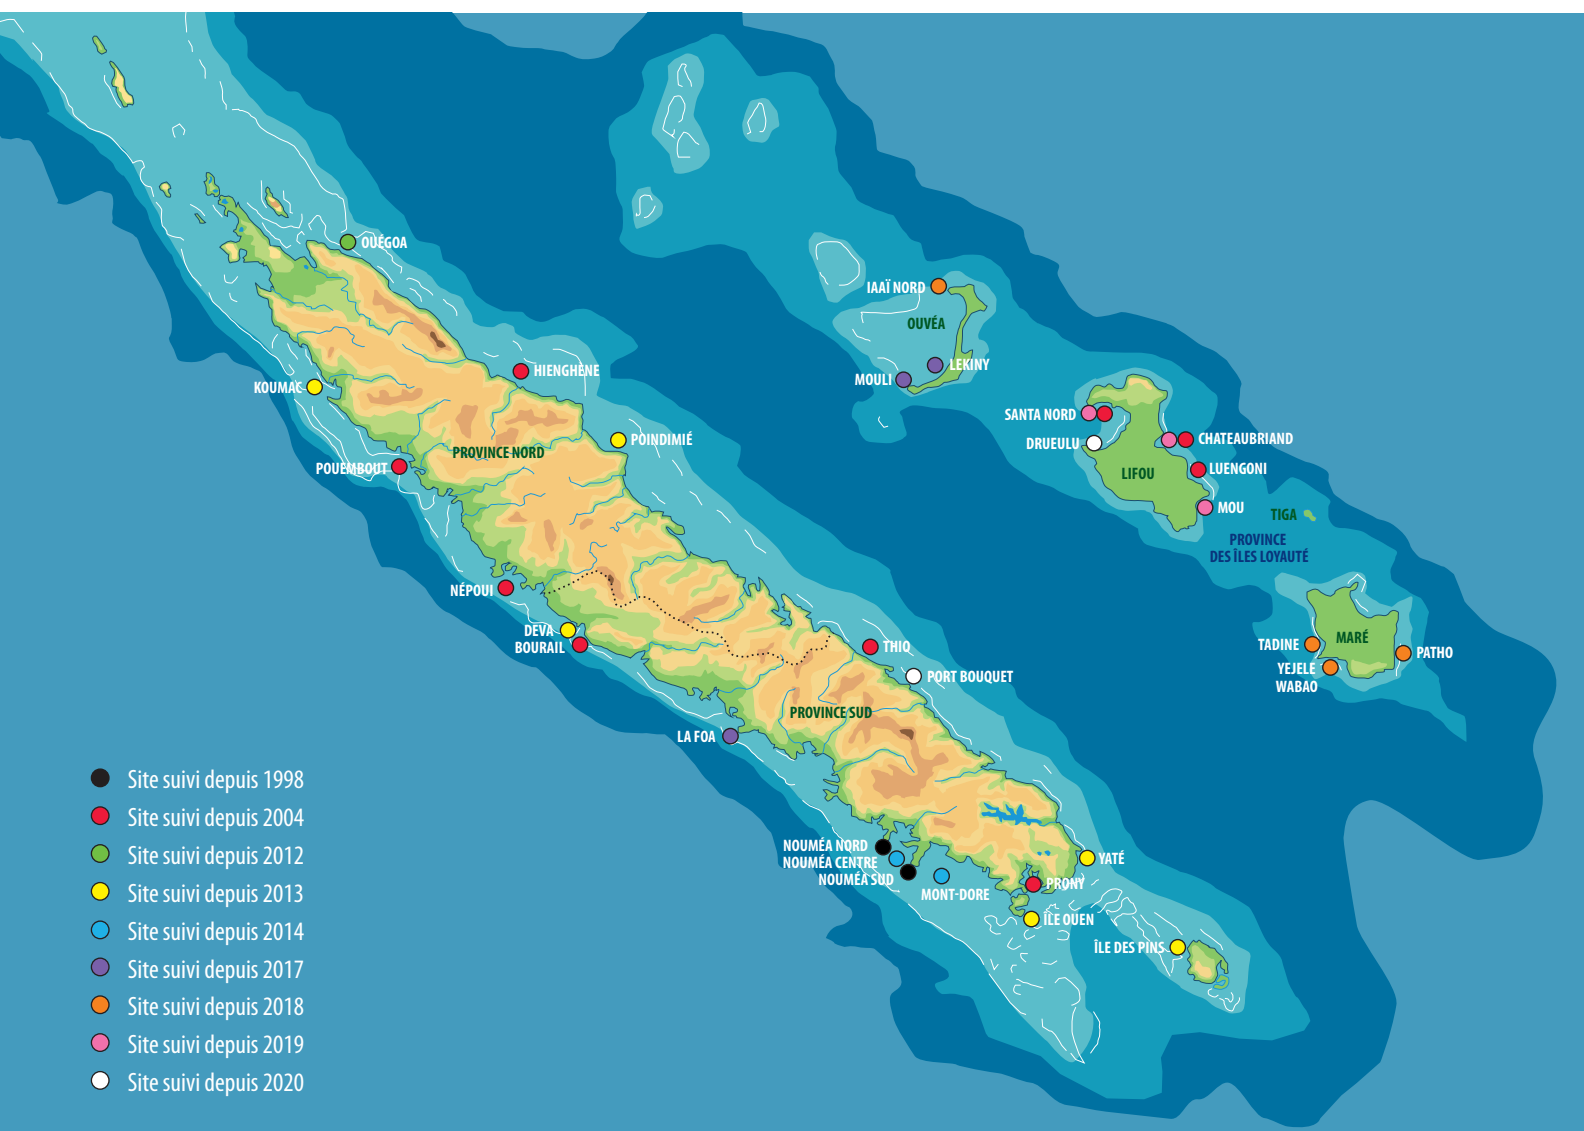 OUÉGOA
IAAÏ NORD
OUVÉA
LEKINY
MOULI
HIENGHÈNE
KOUMAC
SANTA NORD
DRUEULU
CHATEAUBRIAND
LUENGONI
LIFOU
MOU
TIGA
PROVINCE
DES ÎLES LOYAUTÉ
POINDIMIÉ
PROVINCE NORD
POUEMBOUT
NÉPOUI
DEVA
BOURAIL
THIO
PORT BOUQUET
MARÉ
TADINE
PATHO
YEJELE
WABAO
PROVINCE SUD
LA FOA
NOUMÉA NORD
NOUMÉA CENTRE
NOUMÉA SUD
MONT-DORE
YATÉ
PRONY
ÎLE OUEN
ÎLE DES PINS
Site suivi depuis 1998
Site suivi depuis 2004
Site suivi depuis 2012
Site suivi depuis 2013
Site suivi depuis 2014
Site suivi depuis 2017
Site suivi depuis 2018
Site suivi depuis 2019
Site suivi depuis 2020